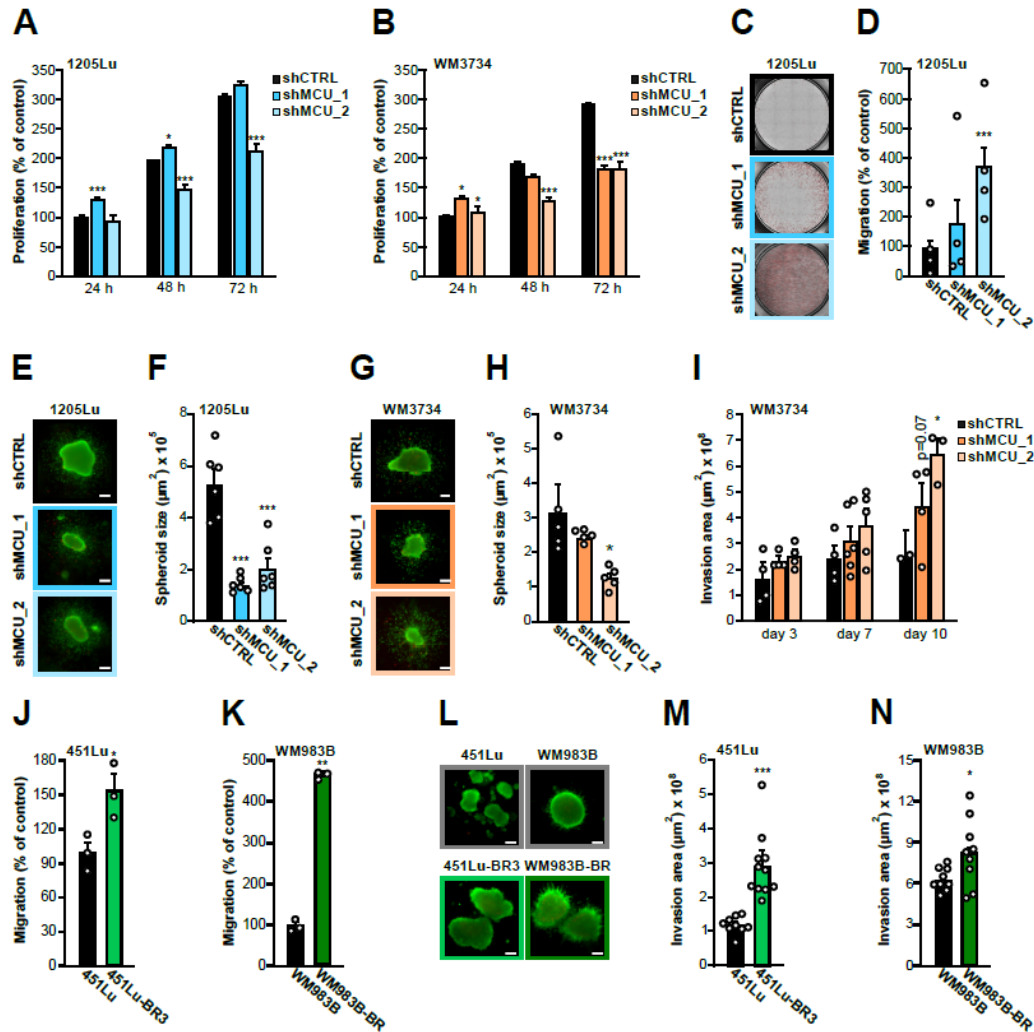 A
1205Lu
shCTRL
shMCU_1
shMCU_2
Proliferation (% of control)
350
300
250
200
150
100
50
0
***
*
***
***
24 h
48 h
72 h
B
WM3734
shCTRL
shMCU_1
shMCU_2
Proliferation (% of control)
350
300
250
200
150
100
50
0
*
*
***
***
***
24 h
48 h
72 h
C
1205Lu
shCTRL
shMCU_1
shMCU_2
D
1205Lu
Migration (% of control)
700
600
500
400
300
200
100
0
***
shCTRL
shMCU_1
shMCU_2
E
1205Lu
shCTRL
shMCU_1
shMCU_2
F
1205Lu
Spheroid size (µm²) x 10⁵
8
6
4
2
0
***
***
shCTRL
shMCU_1
shMCU_2
G
WM3734
shCTRL
shMCU_1
shMCU_2
H
WM3734
Spheroid size (µm²) x 10⁵
6
5
4
3
2
1
0
*
shCTRL
shMCU_1
shMCU_2
I
WM3734
shCTRL
shMCU_1
shMCU_2
Invasion area (µm²) x 10⁸
8
7
6
4
3
2
1
0
p=0.07
*
day 3
day 7
day 10
J
451Lu
Migration (% of control)
180
150
120
90
60
30
0
*
451Lu
451Lu-BR3
K
WM983B
Migration (% of control)
500
400
300
200
100
0
**
WM983B
WM983B-BR
L
451Lu
WM983B
451Lu-BR3
WM983B-BR
M
451Lu
Invasion area (µm²) x 10⁸
6
5
4
3
2
1
0
***
451Lu
451Lu-BR3
N
WM983B
Invasion area (µm²) x 10⁸
15
12
9
6
3
0
*
WM983B
WM983B-BR